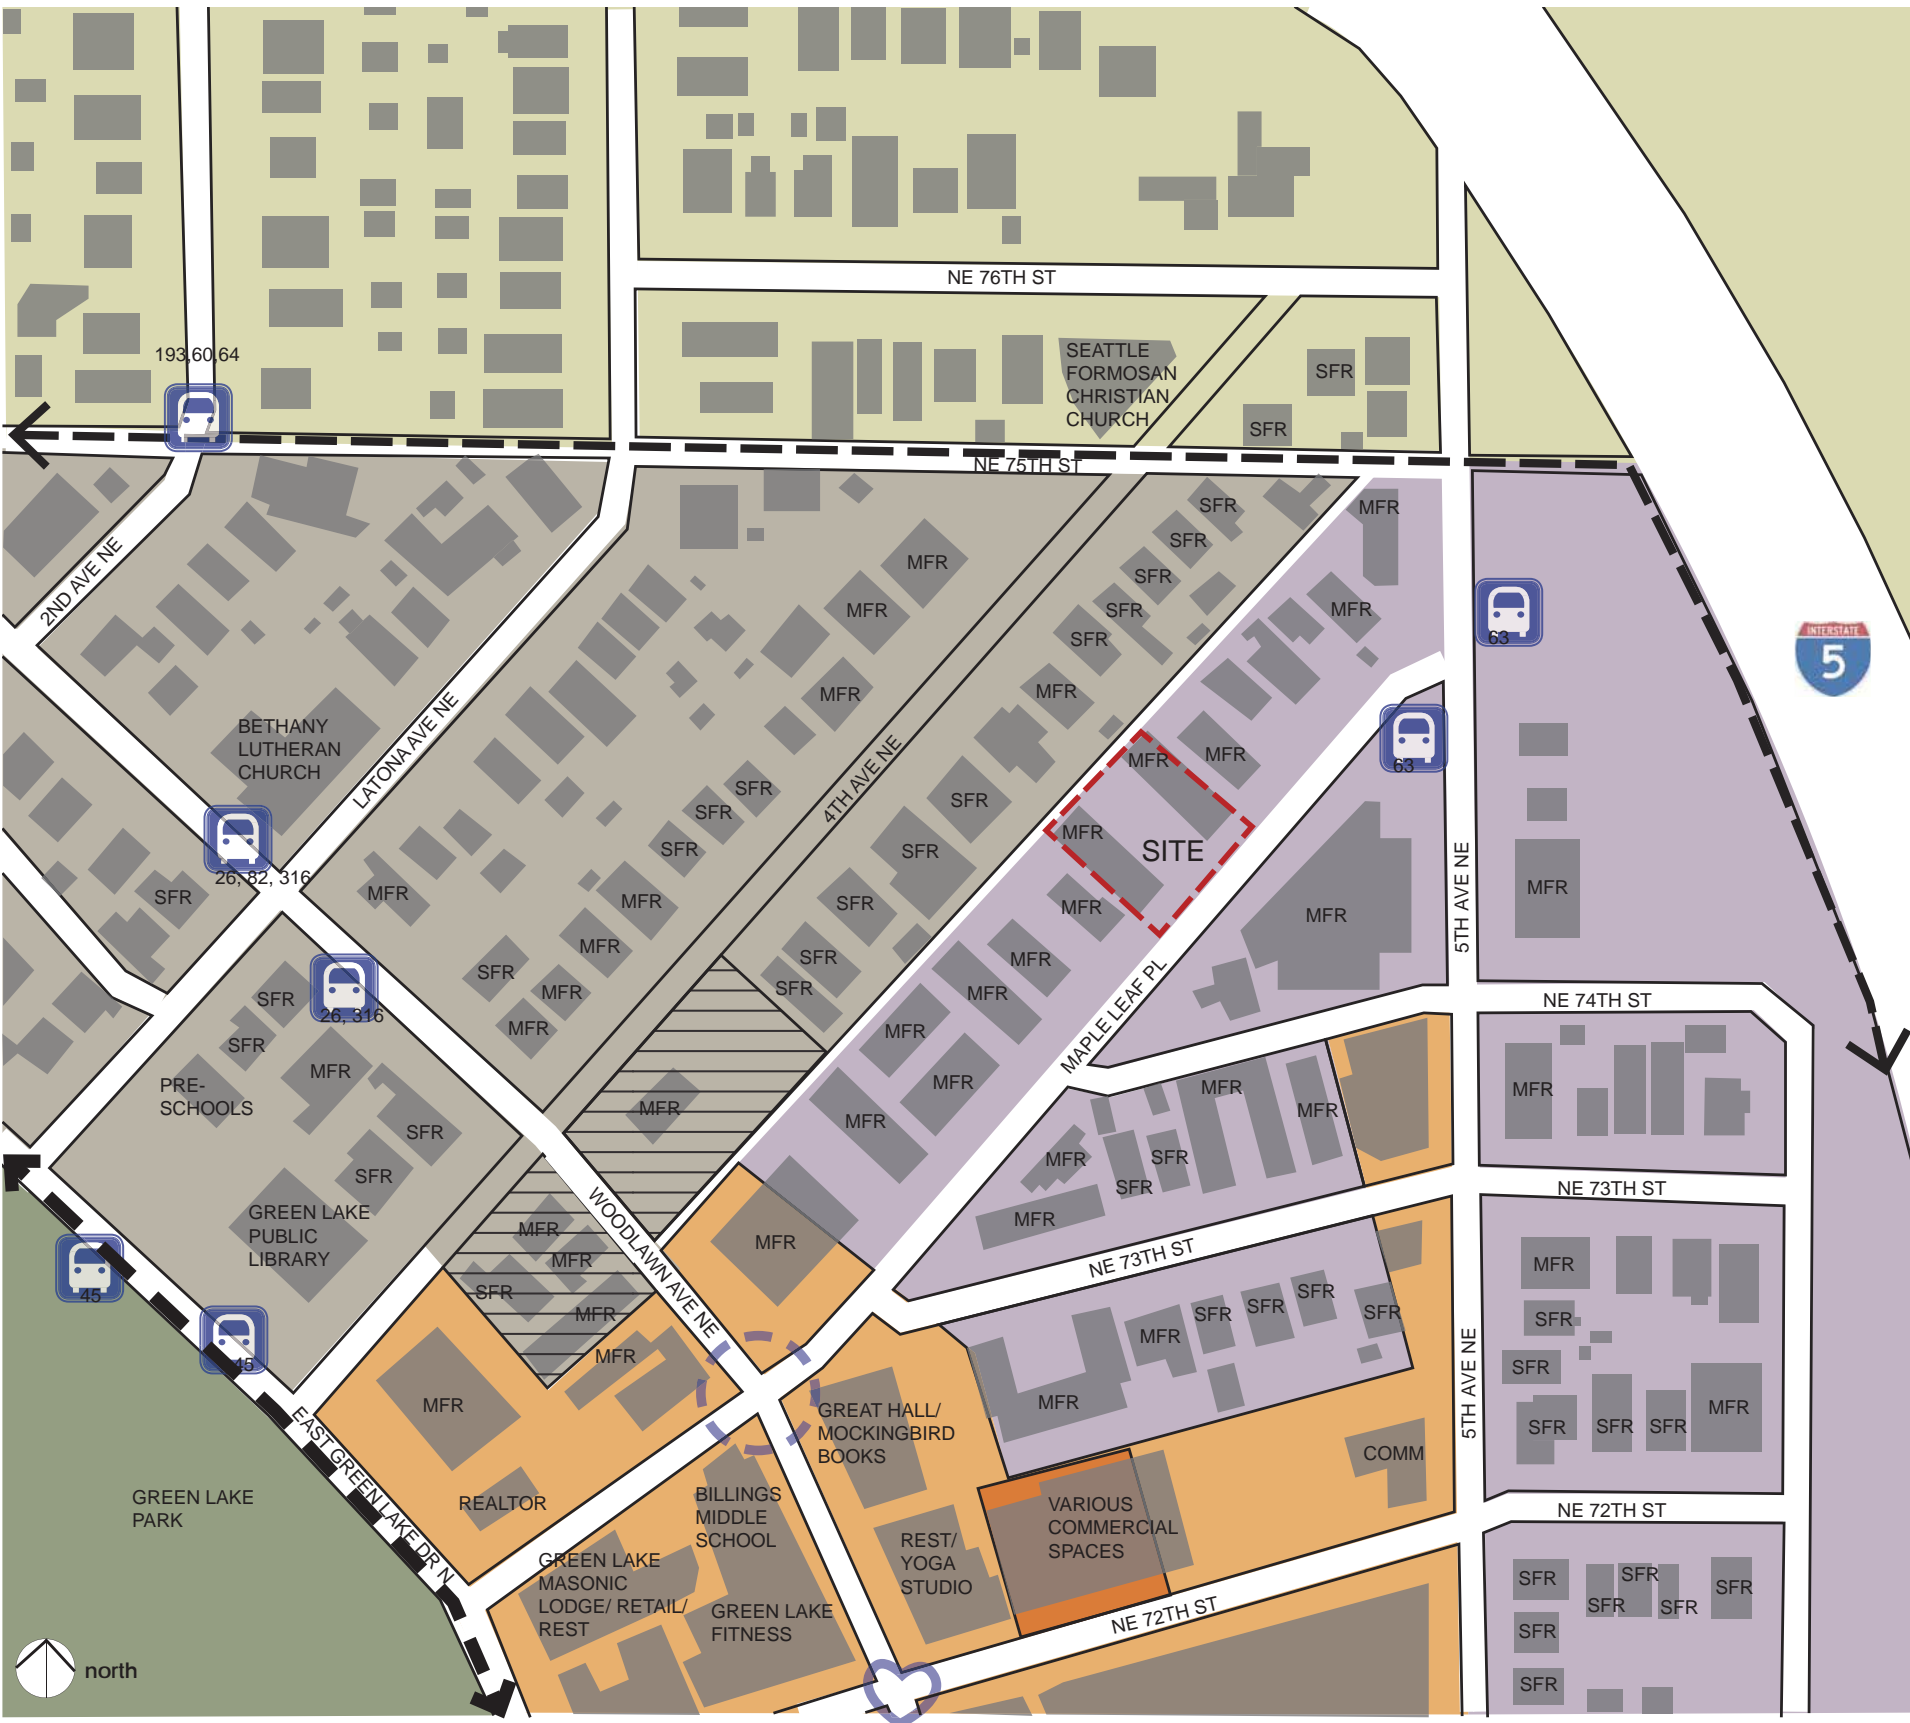 NE 76TH ST
193,60,64
SEATTLE
FORMOSAN
CHRISTIAN
CHURCH
SFR
SFR
NE 75TH ST
SFR
MFR
SFR
2ND AVE NE
MFR
SFR
MFR
SFR
MFR
SFR
63
INTERSTATE
5
MFR
MFR
BETHANY
LUTHERAN
CHURCH
LATONA AVE NE
4TH AVE NE
MFR
MFR
63
SFR
SFR
SFR
MFR
SITE
SFR
SFR
5TH AVE NE
26, 82, 316
SFR
MFR
MFR
SFR
MFR
MFR
MFR
MFR
SFR
MFR
SFR
MFR
SFR
MFR
SFR
MFR
NE 74TH ST
26, 316
MFR
MFR
SFR
MAPLE LEAF PL
MFR
PRE-
SCHOOLS
MFR
MFR
MFR
MFR
MFR
MFR
SFR
MFR
SFR
SFR
SFR
NE 73TH ST
GREEN LAKE
PUBLIC
LIBRARY
WOODLAWN AVE NE
MFR
MFR
MFR
NE 73TH ST
MFR
MFR
45
SFR
MFR
SFR
SFR
SFR
SFR
SFR
MFR
MFR
45
SFR
5TH AVE NE
MFR
MFR
GREAT HALL/
MOCKINGBIRD
BOOKS
MFR
SFR
SFR
SFR
EAST GREEN LAKE DR N
COMM
GREEN LAKE
PARK
REALTOR
BILLINGS
MIDDLE
SCHOOL
VARIOUS
COMMERCIAL
SPACES
NE 72TH ST
REST/
YOGA
STUDIO
GREEN LAKE
MASONIC
LODGE/ RETAIL/
REST
GREEN LAKE
FITNESS
NE 72TH ST
SFR
SFR
SFR
SFR
SFR
SFR
SFR
north